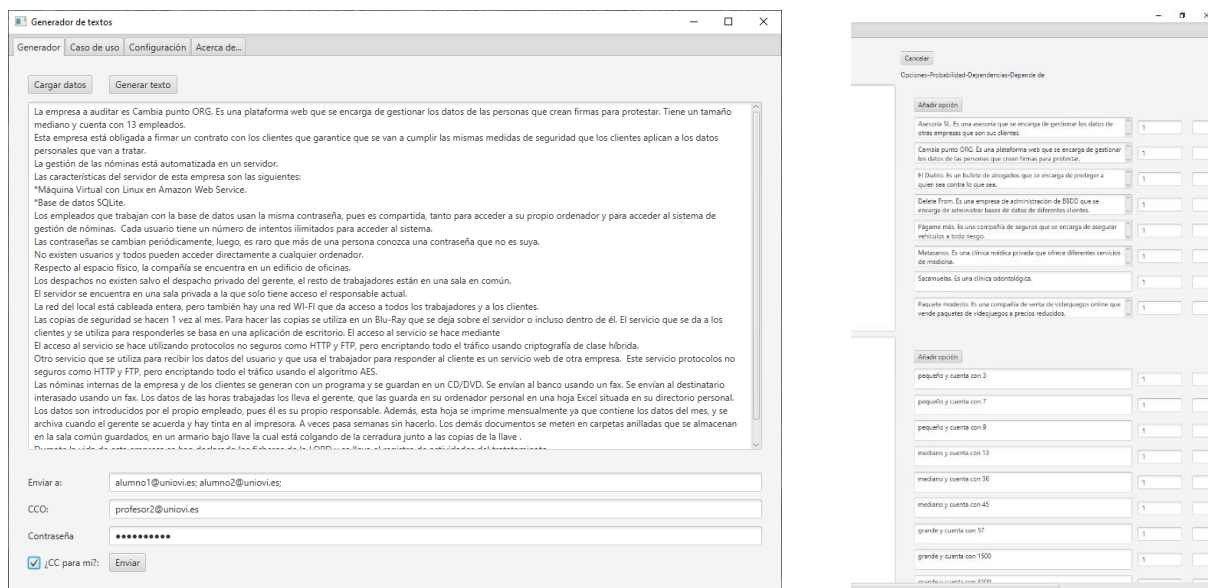 Generador de textos
Generador Caso de uso Configuración Acerca de...
Cargar datos Generar texto
La empresa a auditar es Cambia punto ORG. Es una plataforma web que se encarga de gestionar los datos de las personas que crean firmas para protestar. Tiene un tamaño
mediano y cuenta con 13 empleados.
Esta empresa está obligada a firmar un contrato con los clientes que garantice que se van a cumplir las mismas medidas de seguridad que los clientes aplican a los datos
personales que van a tratar.
La gestión de las nóminas está automatizada en un servidor.
Las características del servidor de esta empresa son las siguientes:
*Máquina Virtual con Linux en Amazon Web Service.
*Base de datos SQLite.
Los empleados que trabajan con la base de datos usan la misma contraseña, pues es compartida, tanto para acceder a su propio ordenador y para acceder al sistema de
gestión de nóminas. Cada usuario tiene un número de intentos ilimitados para acceder al sistema.
Las contraseñas se cambian periódicamente, luego, es raro que más de una persona conozca una contraseña que no es suya.
No existen usuarios y todos pueden acceder directamente a cualquier ordenador.
Respecto al espacio físico, la compañía se encuentra en un edificio de oficinas.
Los despachos no existen salvo el despacho privado del gerente, el resto de trabajadores están en una sala en común.
El servidor se encuentra en una sala privada a la que solo tiene acceso el responsable actual.
La red del local está cableada entera, pero también hay una red WI-FI que da acceso a todos los trabajadores y a los clientes.
Las copias de seguridad se hacen 1 vez al mes. Para hacer las copias se utiliza en un Blu-Ray que se deja sobre el servidor o incluso dentro de él. El servicio que se da a los
clientes y se utiliza para responderles se basa en una aplicación de escritorio. El acceso al servicio se hace mediante
El acceso al servicio se hace utilizando protocolos no seguros como HTTP y FTP, pero encriptando todo el tráfico usando criptografía de clase híbrida.
Otro servicio que se utiliza para recibir los datos del usuario y que usa el trabajador para responder al cliente es un servicio web de otra empresa. Este servicio protocolos no
seguros como HTTP y FTP, pero encriptando todo el tráfico usando el algoritmo AES.
Las nóminas internas de la empresa y de los clientes se generan con un programa y se guardan en un CD/DVD. Se envían al banco usando un fax. Se envían al destinatario
interasado usando un fax. Los datos de las horas trabajadas los lleva el gerente, que las guarda en su ordenador personal en una hoja Excel situada en su directorio personal.
Los datos son introducidos por el propio empleado, pues él es su propio responsable. Además, esta hoja se imprime mensualmente ya que contiene los datos del mes, y se
archiva cuando el gerente se acuerda y hay tinta en al impresora. A veces pasa semanas sin hacerlo. Los demás documentos se meten en carpetas anilladas que se almacenan
en la sala común guardados, en un armario bajo llave la cual está colgando de la cerradura junto a las copias de la llave .
Enviar a: alumno1@uniovi.es; alumno2@uniovi.es;
CCO: profesor2@uniovi.es
Contraseña ••••••••••
¿CC para mi?: Enviar
Cancelar
Opciones-Probabilidad-Dependencias-Depende de
Añadir opción
Asesoría SL. Es una asesoría que se encarga de gestionar los datos de
otras empresas que son sus clientes. 1
Cambia punto ORG. Es una plataforma web que se encarga de gestionar
los datos de las personas que crean firmas para protestar. 1
El Diablo. Es un bufete de abogados que se encarga de proteger a
quien sea contra lo que sea. 1
Delete From. Es una empresa de administración de BBDD que se
encarga de administrar bases de datos de diferentes clientes. 1
Págame más. Es una compañía de seguros que se encarga de asegurar
vehículos a todo riesgo. 1
Matasanos. Es una clínica médica privada que ofrece diferentes servicios
de medicina. 1
Sacamuelas. Es una clínica odontológica. 1
Paquete modesto. Es una compañía de venta de videojuegos online que
vende paquetes de videojuegos a precios reducidos. 1
Añadir opción
pequeño y cuenta con 3 1
pequeño y cuenta con 7 1
pequeño y cuenta con 9 1
mediano y cuenta con 13 1
mediano y cuenta con 36 1
mediano y cuenta con 45 1
grande y cuenta con 57 1
grande y cuenta con 1500 1